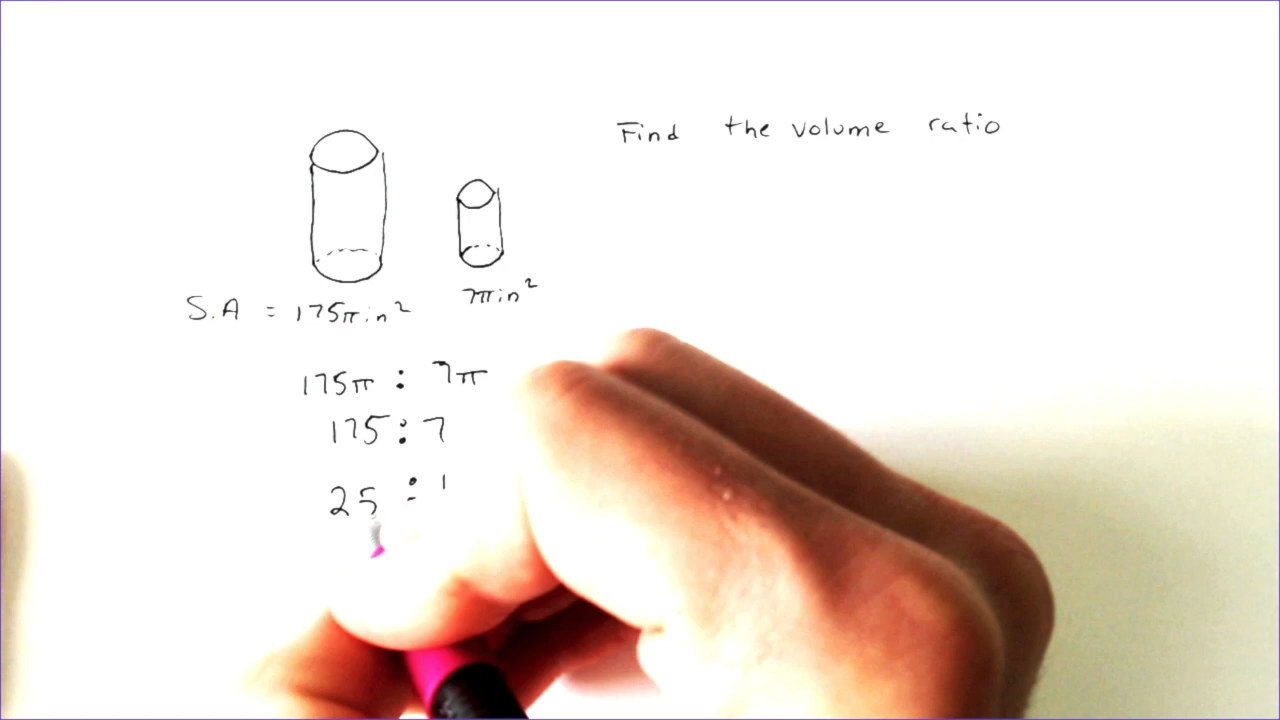 Find the volume ratio
S.A = 175π in² 7π in²
175π : 7π
175 : 7
25 : 1